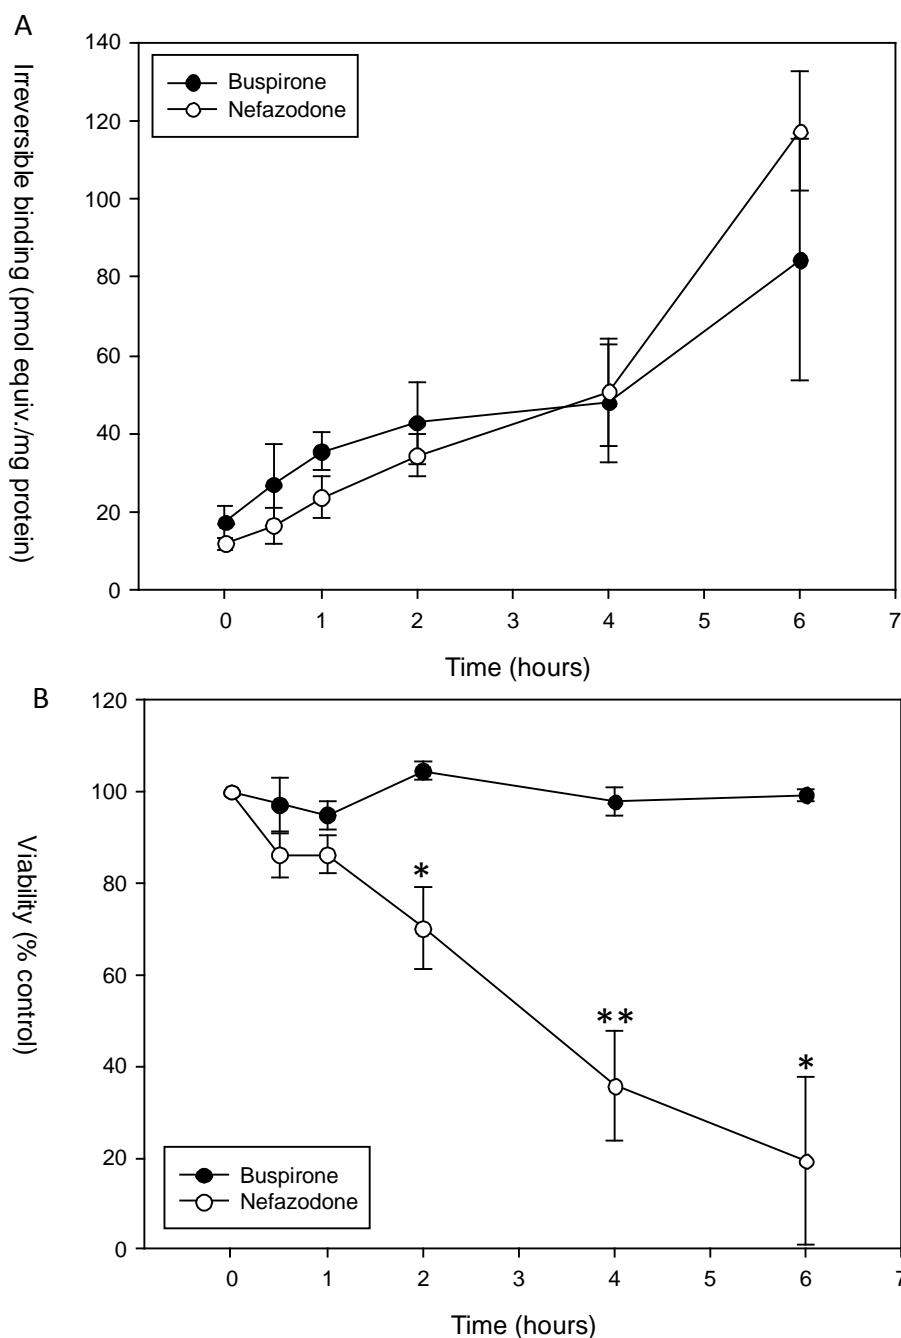 A
Irreversible binding (pmol equiv./mg protein)
140
120
100
80
60
40
20
0
Buspirone
Nefazodone
0 1 2 3 4 5 6 7
Time (hours)
B
Viability (% control)
120
100
80
60
40
20
0
*
**
*
Buspirone
Nefazodone
0 1 2 3 4 5 6 7
Time (hours)